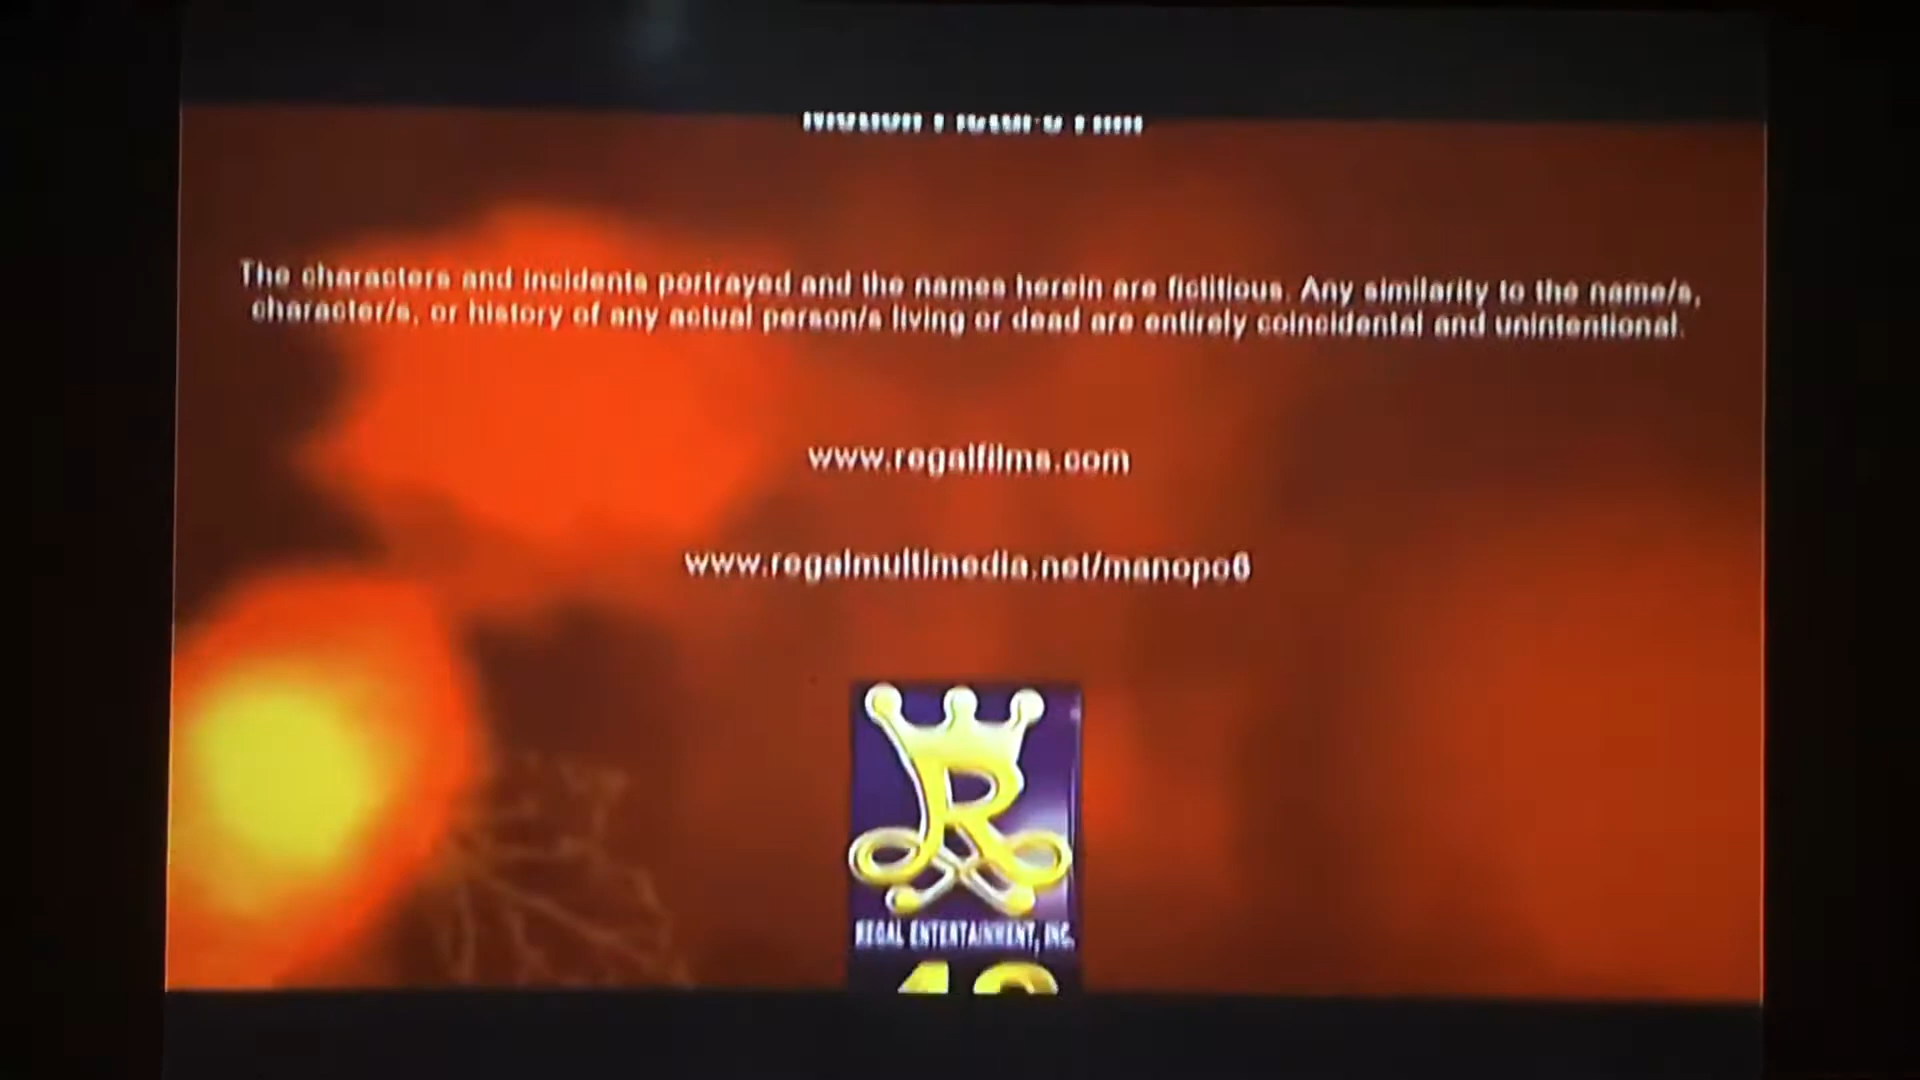 The characters and incidents portrayed and the names herein are fictitious. Any similarity to the name/s,
character/s, or history of any actual person/s living or dead are entirely coincidental and unintentional.
www.regalfilms.com
www.regalmultimedia.net/manopo6
R
REGAL ENTERTAINMENT, INC.